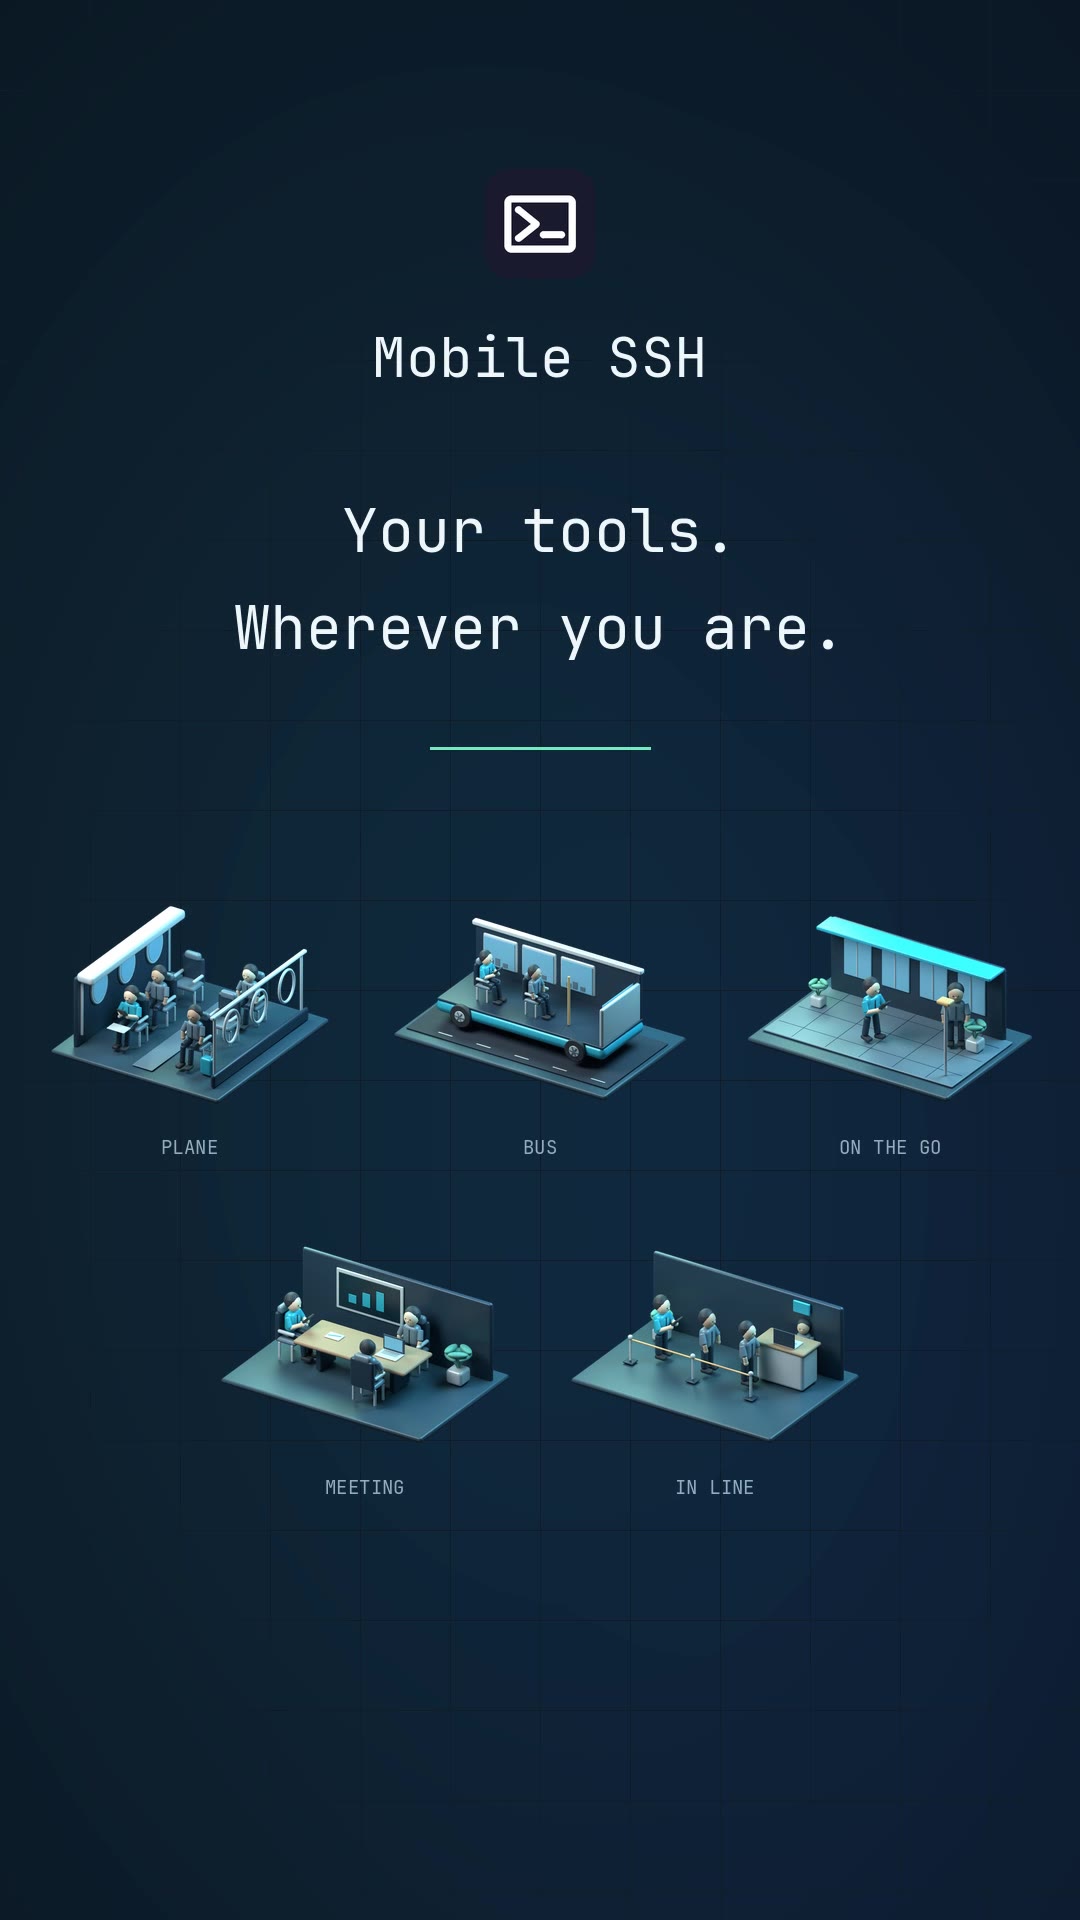 Mobile SSH
Your tools.
Wherever you are.
PLANE
BUS
ON THE GO
MEETING
IN LINE